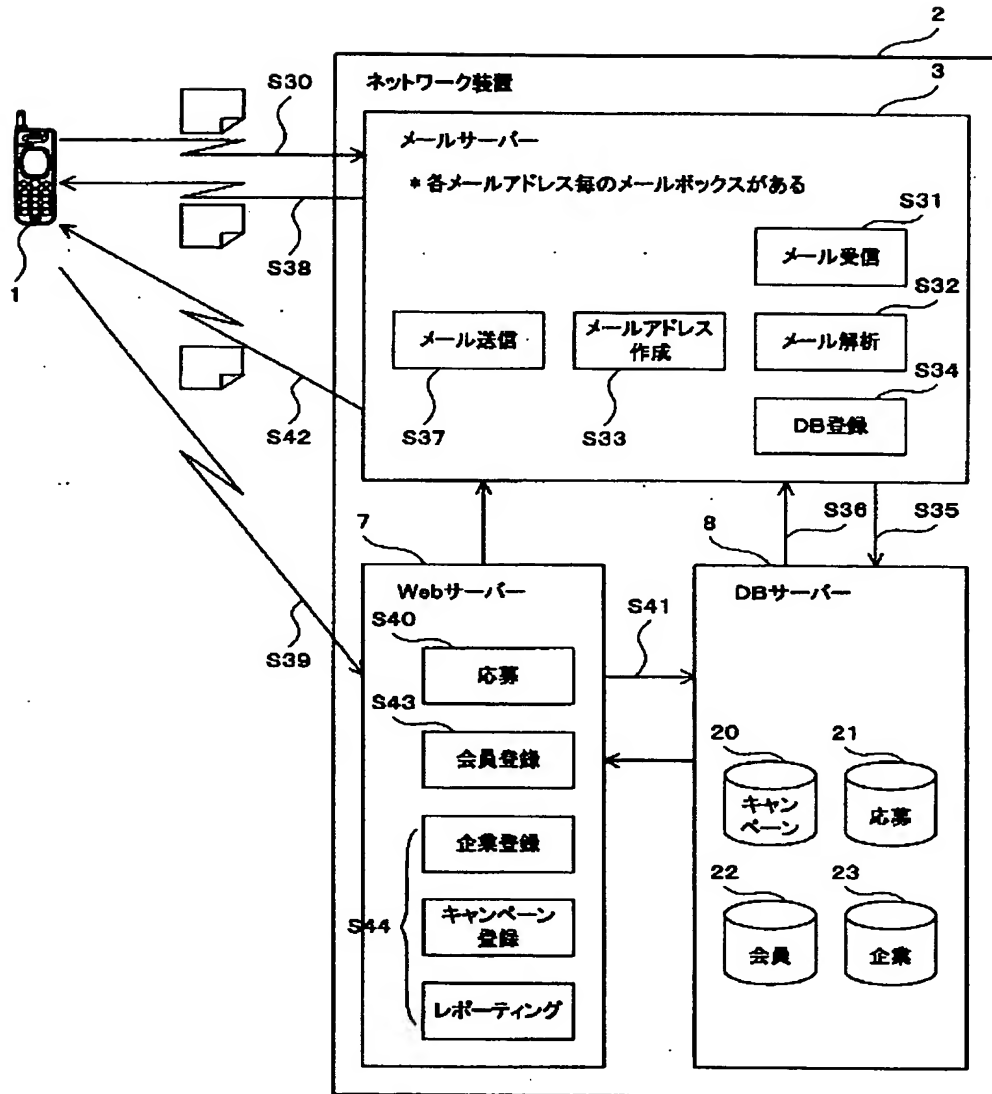 2
ネットワーク装置
3
S30
メールサーバー
*各メールアドレス毎のメールボックスがある
S31
メール受信
S38
1
S32
メール送信
メールアドレス
作成
メール解析
S34
S42
S37
S33
DB登録
S36
S35
7
8
Webサーバー
DBサーバー
S40
S41
S39
応募
S43
会員登録
20
21
キャン
ペーン
応募
企業登録
22
23
S44
キャンペーン
登録
会員
企業
レポーティング